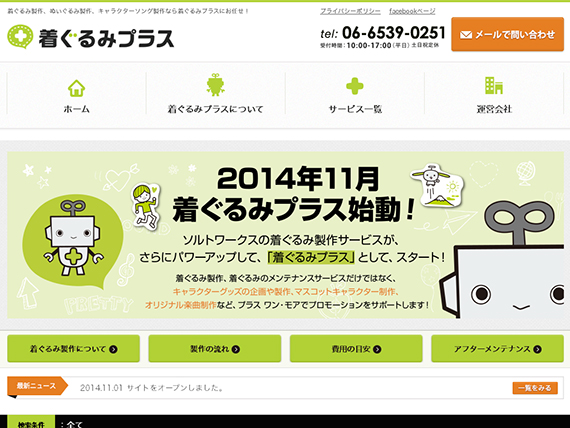 着ぐるみ製作、ぬいぐるみ製作、キャラクターソング製作なら着ぐるみプラスにお任せ！
プライバシーポリシー facebookページ
着ぐるみプラス
tel: 06-6539-0251
受付時間：10:00-17:00（平日）土日祝定休
メールで問い合わせ
ホーム
着ぐるみプラスについて
サービス一覧
運営会社
2014年11月
着ぐるみプラス始動！
ソルトワークスの着ぐるみ製作サービスが、
さらにパワーアップして、「着ぐるみプラス」として、スタート！
着ぐるみ製作、着ぐるみのメンテナンスサービスだけではなく、
キャラクターグッズの企画や製作、マスコットキャラクター制作、
オリジナル楽曲制作など、プラス ワン・モアでプロモーションをサポートします！
PRETTY
着ぐるみ製作について
製作の流れ
費用の目安
アフターメンテナンス
最新ニュース
2014.11.01 サイトをオープンしました。
一覧をみる
検索条件
：全て